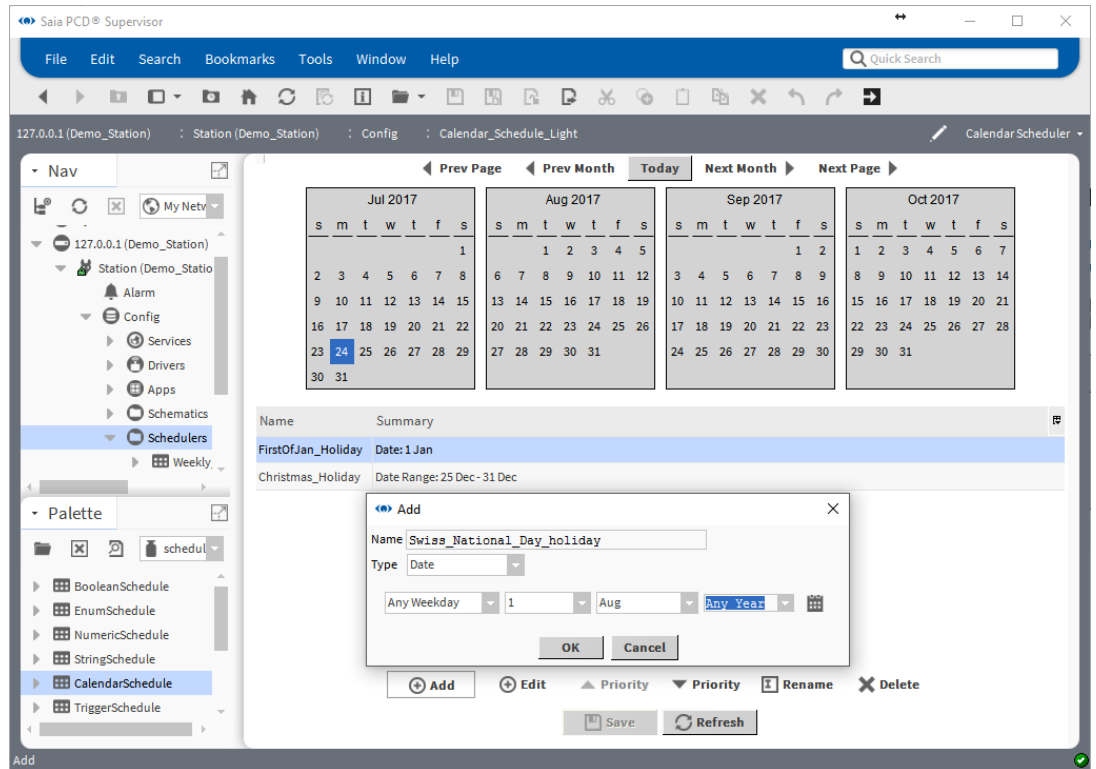 Saia PCD® Supervisor
File Edit Search Bookmarks Tools Window Help
Quick Search
127.0.0.1 (Demo_Station) : Station (Demo_Station) : Config : Calendar_Schedule_Light
Calendar Scheduler
Nav
My Netv
127.0.0.1 (Demo_Station)
Station (Demo_Statio
Alarm
Config
Services
Drivers
Apps
Schematics
Schedulers
Weekly_
Palette
schedul
BooleanSchedule
EnumSchedule
NumericSchedule
StringSchedule
CalendarSchedule
TriggerSchedule
Prev Page Prev Month Today Next Month Next Page
Jul 2017
s m t w t f s
1
2 3 4 5 6 7 8
9 10 11 12 13 14 15
16 17 18 19 20 21 22
23 24 25 26 27 28 29
30 31
Aug 2017
s m t w t f s
1 2 3 4 5
6 7 8 9 10 11 12
13 14 15 16 17 18 19
20 21 22 23 24 25 26
27 28 29 30 31
Sep 2017
s m t w t f s
1 2
3 4 5 6 7 8 9
10 11 12 13 14 15 16
17 18 19 20 21 22 23
24 25 26 27 28 29 30
Oct 2017
s m t w t f s
1 2 3 4 5 6 7
8 9 10 11 12 13 14
15 16 17 18 19 20 21
22 23 24 25 26 27 28
29 30 31
Name Summary
FirstOfJan_Holiday Date: 1 Jan
Christmas_Holiday Date Range: 25 Dec - 31 Dec
Add
Name Swiss_National_Day_holiday
Type Date
Any Weekday 1 Aug Any Year
OK Cancel
Add Edit Priority Priority Rename Delete
Save Refresh
Add